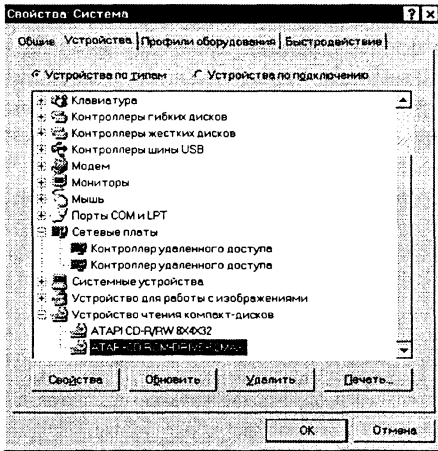 Свойства Система
Общие Устройства Профили оборудования Быстродействие
Устройства по типам Устройства по подключению
Клавиатура
Контроллеры гибких дисков
Контроллеры жестких дисков
Контроллеры шины USB
Модем
Мониторы
Мышь
Порты COM и LPT
Сетевые платы
Контроллер удаленного доступа
Контроллер удаленного доступа
Системные устройства
Устройство для работы с изображениями
Устройства чтения компакт-дисков
ATAPI CD-R/RW 8X4X32
Свойства Обновить Удалить Печать...
OK Отмена